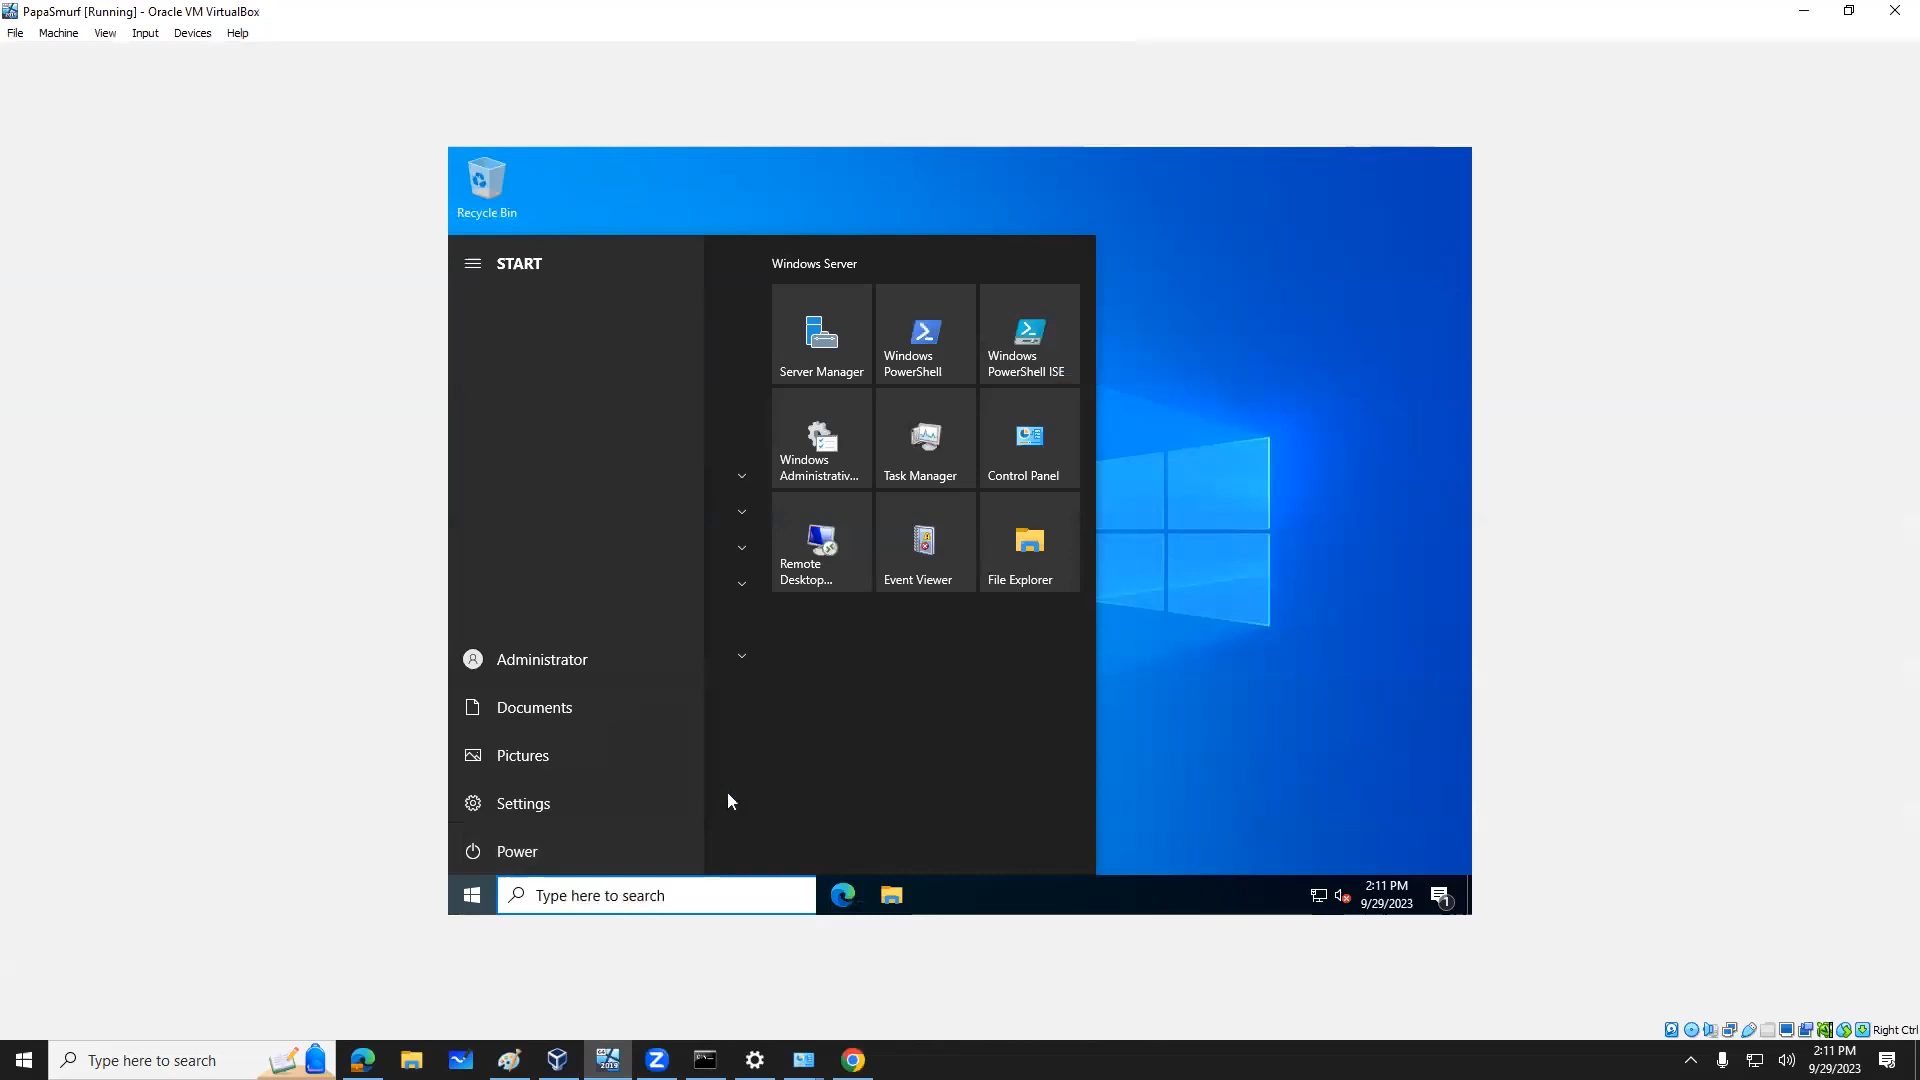 PapaSmurf [Running] - Oracle VM VirtualBox
File Machine View Input Devices Help
Recycle Bin
START
Windows Server
Server Manager
Windows
PowerShell
Windows
PowerShell ISE
Windows
Administrativ...
Task Manager
Control Panel
Remote
Desktop...
Event Viewer
File Explorer
Administrator
Documents
Pictures
Settings
Power
Type here to search
2:11 PM
9/29/2023
1
Right Ctrl
Type here to search
2019
2:11 PM
9/29/2023